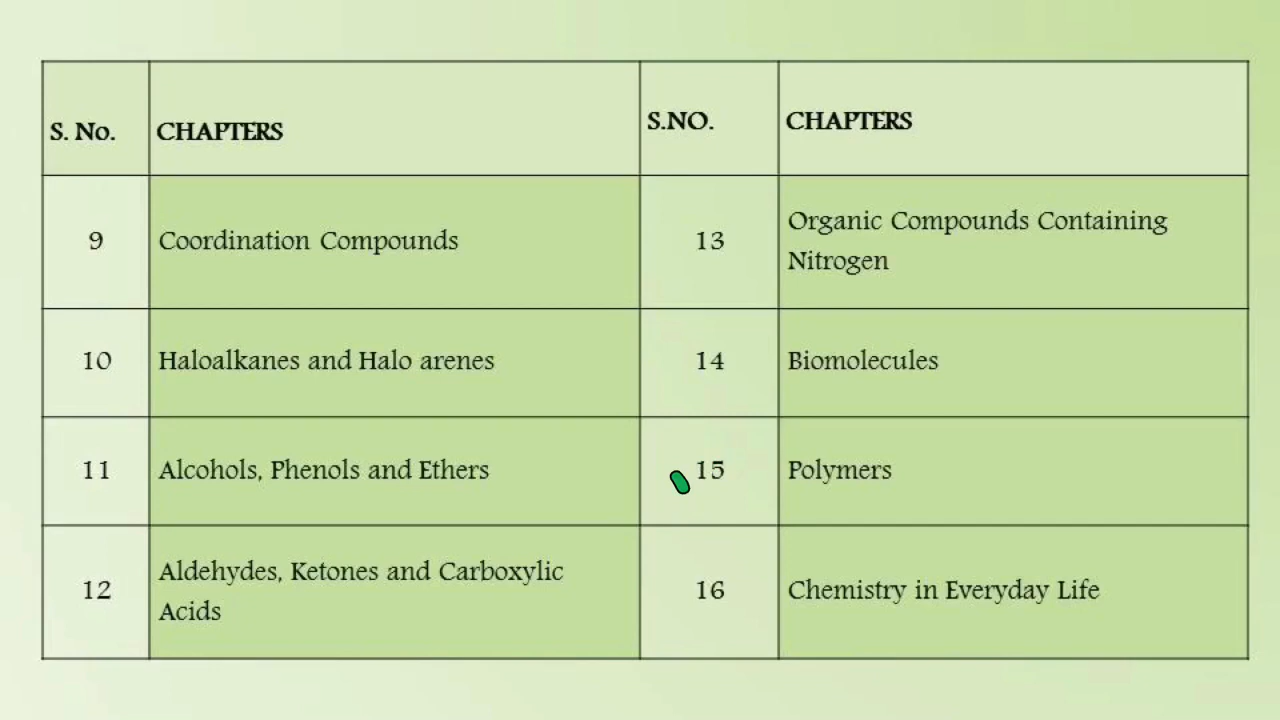 S. No. CHAPTERS S.NO. CHAPTERS
9 Coordination Compounds 13 Organic Compounds Containing
Nitrogen
10 Haloalkanes and Halo arenes 14 Biomolecules
11 Alcohols, Phenols and Ethers 15 Polymers
12 Aldehydes, Ketones and Carboxylic
Acids
16 Chemistry in Everyday Life